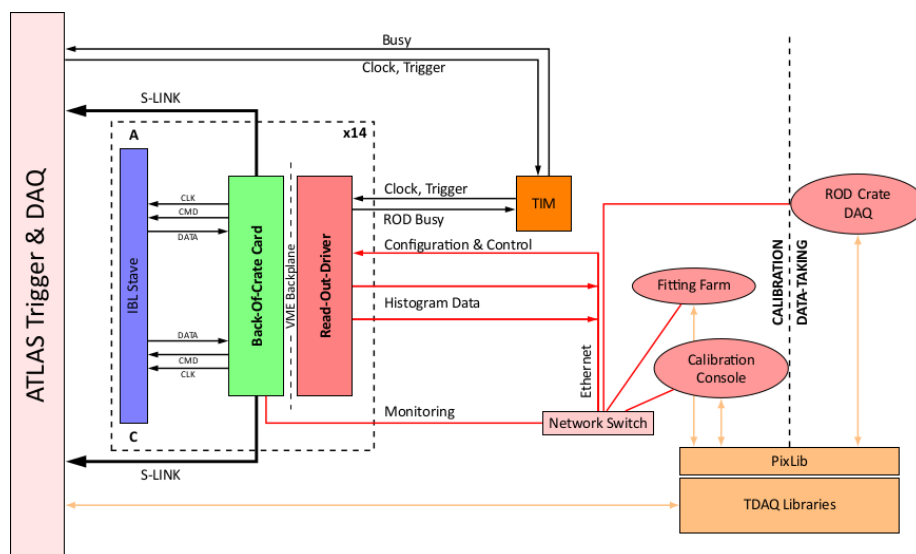 ATLAS Trigger & DAQ
Busy
Clock, Trigger
S-LINK
x14
A
IBL Stave
CLK
CMD
DATA
DATA
CMD
CLK
C
Back-Of-Crate Card
VME Backplane
Read-Out-Driver
Clock, Trigger
ROD Busy
TIM
Configuration & Control
Histogram Data
Ethernet
Monitoring
Network Switch
Fitting Farm
Calibration
Console
CALIBRATION
DATA-TAKING
ROD Crate
DAQ
S-LINK
PixLib
TDAQ Libraries